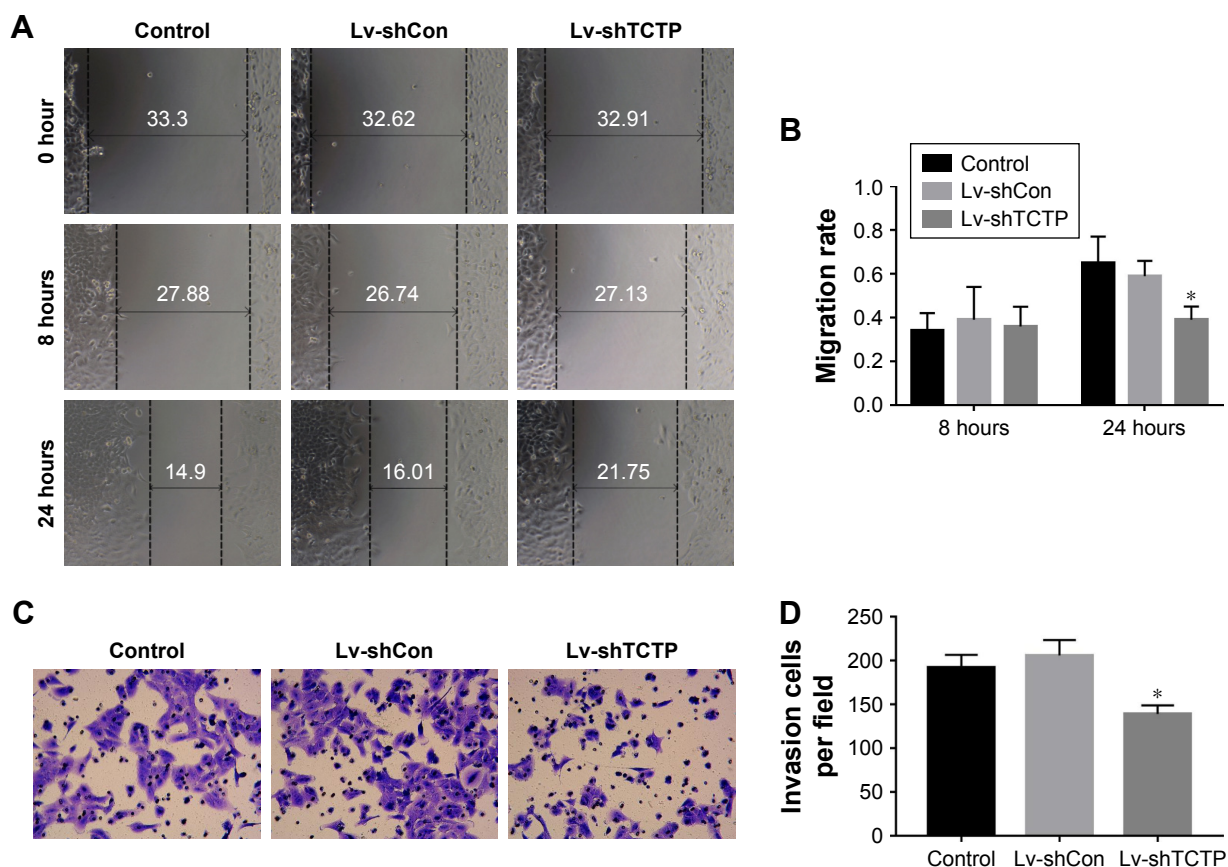 A
Control Lv-shCon Lv-shTCTP
0 hour
33.3 32.62 32.91
8 hours
27.88 26.74 27.13
24 hours
14.9 16.01 21.75
B
Control
Lv-shCon
Lv-shTCTP
Migration rate
1.0
0.8
0.6
0.4
0.2
0.0
*
8 hours 24 hours
C
Control Lv-shCon Lv-shTCTP
D
Invasion cells
per field
250
200
150
100
50
0
*
Control Lv-shCon Lv-shTCTP